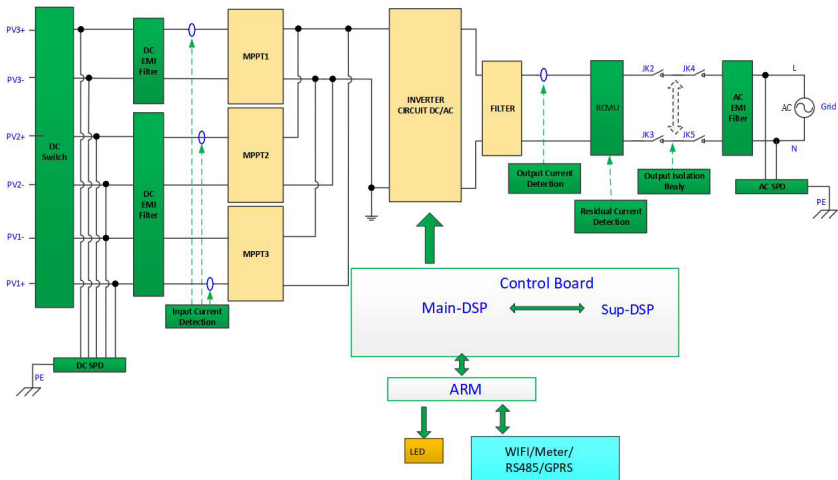 PV3+
PV3-
PV2+
PV2-
PV1-
PV1+
DC
Switch
DC
EMI
Filter
DC
EMI
Filter
MPPT1
MPPT2
MPPT3
Input Current
Detection
DC SPD
PE
INVERTER
CIRCUIT DC/AC
FILTER
Output Current
Detection
RCMU
Residual Current
Detection
JK2
JK4
JK3
JK5
Output Isolation
Realy
AC
EMI
Filter
L
N
AC
Grid
AC SPD
PE
Control Board
Main-DSP
Sup-DSP
ARM
LED
WIFI/Meter/
RS485/GPRS